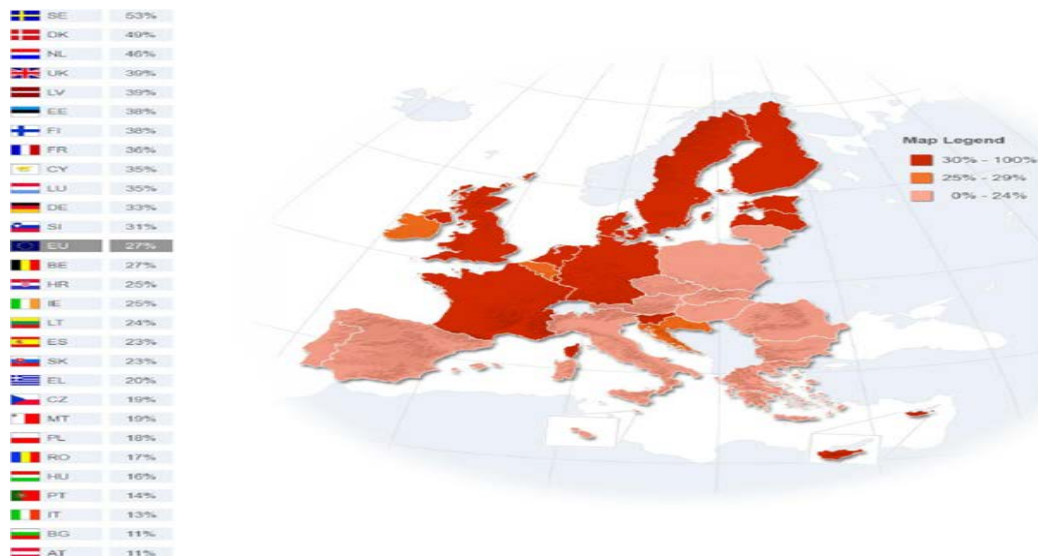 SE 53%
DK 49%
NL 46%
UK 39%
LV 39%
EE 38%
FI 38%
FR 36%
CY 35%
LU 35%
DE 33%
SI 31%
EU 27%
BE 27%
HR 25%
IE 25%
LT 24%
ES 23%
SK 23%
EL 20%
CZ 19%
MT 19%
PL 18%
RO 17%
HU 16%
PT 14%
IT 13%
BG 11%
AT 11%
Map Legend
30% - 100%
25% - 29%
0% - 24%